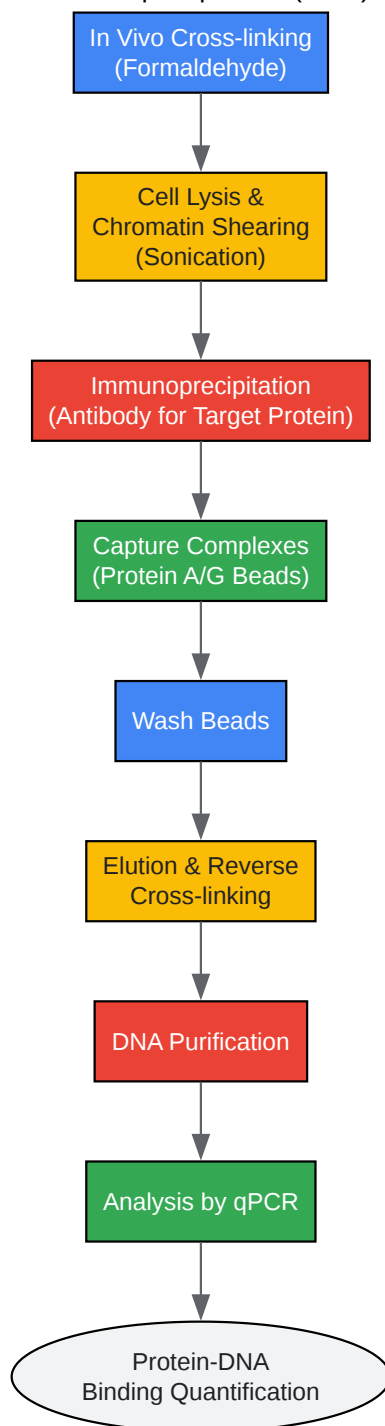 In Vivo Cross-linking
(Formaldehyde)
Cell Lysis &
Chromatin Shearing
(Sonication)
Immunoprecipitation
(Antibody for Target Protein)
Capture Complexes
(Protein A/G Beads)
Wash Beads
Elution & Reverse
Cross-linking
DNA Purification
Analysis by qPCR
Protein-DNA
Binding Quantification